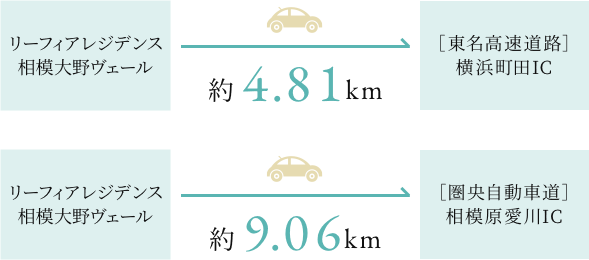 リーフィアレジデンス
相模大野ヴェール
約 4.81km
［東名高速道路］
横浜町田IC
リーフィアレジデンス
相模大野ヴェール
約 9.06km
［圏央自動車道］
相模原愛川IC